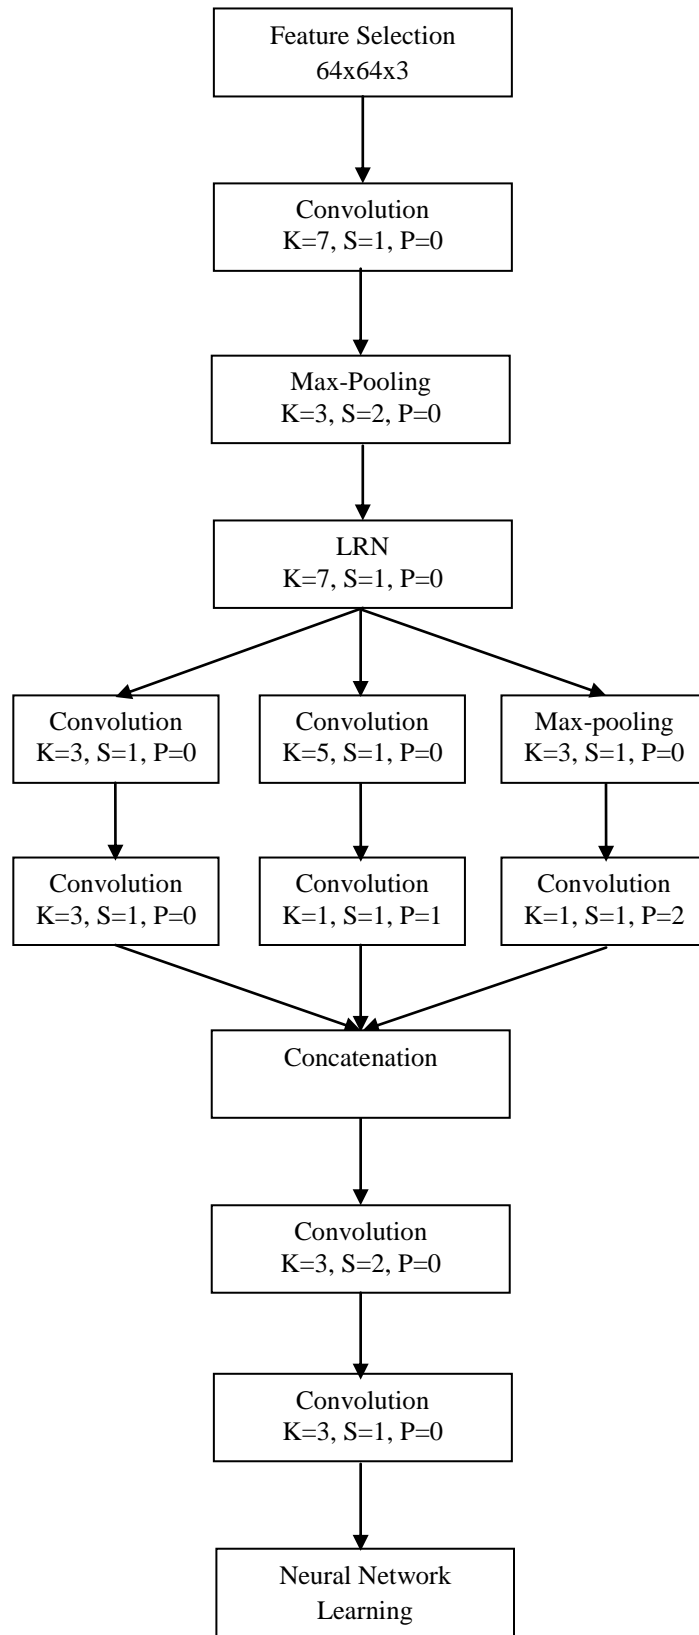 Feature Selection
64x64x3
Convolution
K=7, S=1, P=0
Max-Pooling
K=3, S=2, P=0
LRN
K=7, S=1, P=0
Convolution
K=3, S=1, P=0
Convolution
K=5, S=1, P=0
Max-pooling
K=3, S=1, P=0
Convolution
K=3, S=1, P=0
Convolution
K=1, S=1, P=1
Convolution
K=1, S=1, P=2
Concatenation
Convolution
K=3, S=2, P=0
Convolution
K=3, S=1, P=0
Neural Network
Learning